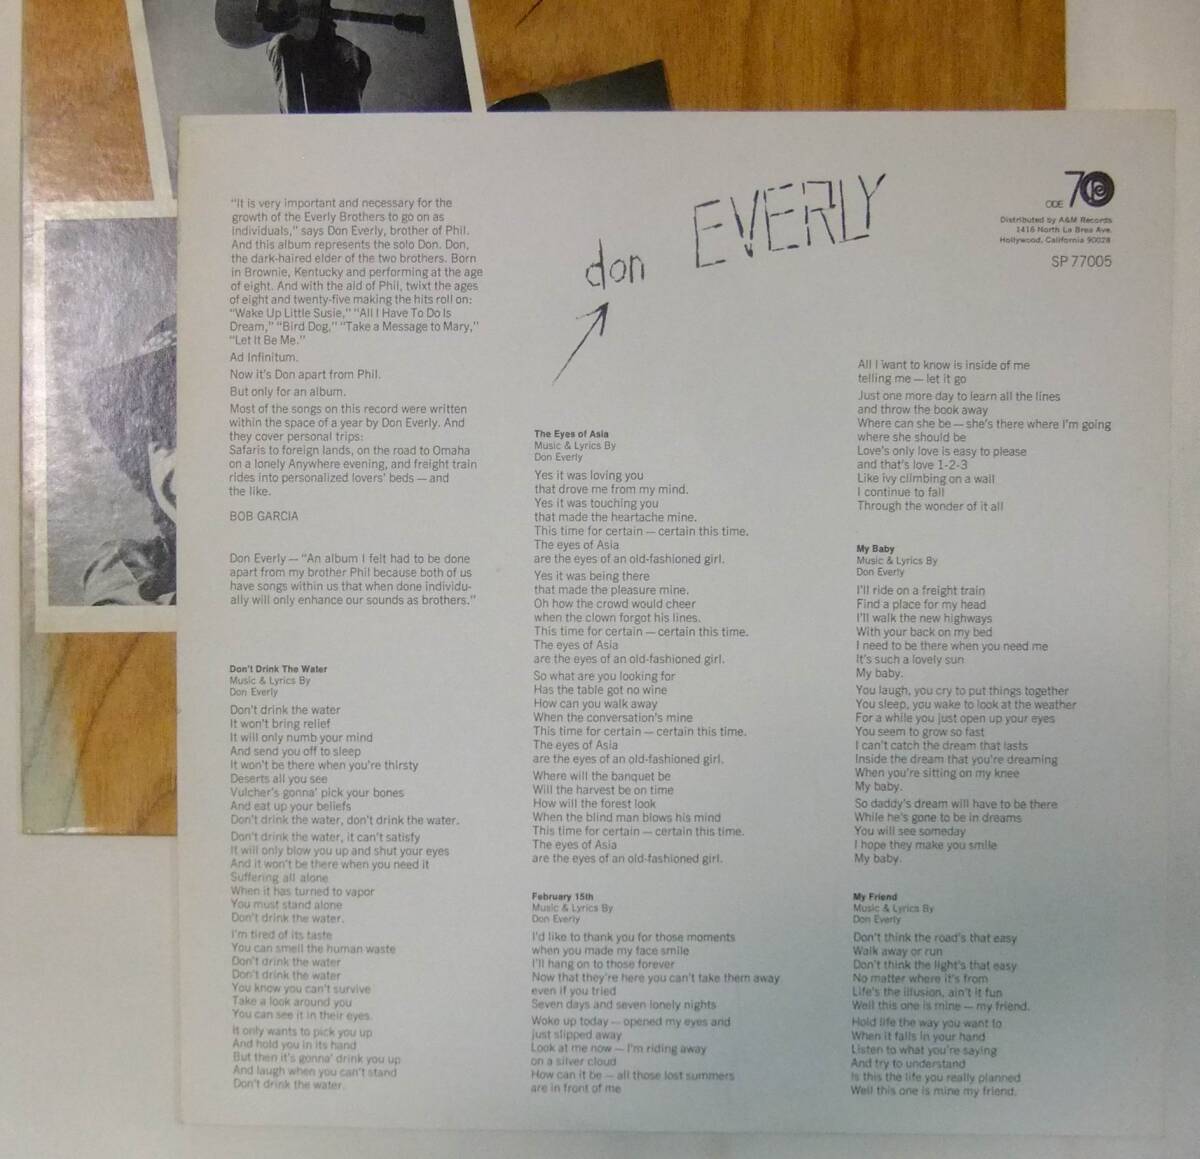 don EVERLY
ODE 70
Distributed by A&M Records
1416 North La Brea Ave.
Hollywood, California 90028
SP 77005
"It is very important and necessary for the
growth of the Everly Brothers to go on as
individuals," says Don Everly, brother of Phil.
And this album represents the solo Don. Don,
the dark-haired elder of the two brothers. Born
in Brownie, Kentucky and performing at the age
of eight. And with the aid of Phil, twixt the ages
of eight and twenty-five making the hits roll on:
"Wake Up Little Susie," "All I Have To Do Is
Dream," "Bird Dog," "Take a Message to Mary,"
"Let It Be Me."
Ad Infinitum.
Now it's Don apart from Phil.
But only for an album.
Most of the songs on this record were written
within the space of a year by Don Everly. And
they cover personal trips:
Safaris to foreign lands, on the road to Omaha
on a lonely Anywhere evening, and freight train
rides into personalized lovers' beds — and
the like.
BOB GARCIA
Don Everly — "An album I felt had to be done
apart from my brother Phil because both of us
have songs within us that when done individu-
ally will only enhance our sounds as brothers."
Don't Drink The Water
Music & Lyrics By
Don Everly
Don't drink the water
It won't bring relief
It will only numb your mind
And send you off to sleep
It won't be there when you're thirsty
Deserts all you see
Vulcher's gonna' pick your bones
And eat up your beliefs
Don't drink the water, don't drink the water.
Don't drink the water, it can't satisfy
It will only blow you up and shut your eyes
And it won't be there when you need it
Suffering all alone
When it has turned to vapor
You must stand alone
Don't drink the water.
I'm tired of its taste
You can smell the human waste
Don't drink the water
Don't drink the water
You know you can't survive
Take a look around you
You can see it in their eyes.
It only wants to pick you up
And hold you in its hand
But then it's gonna' drink you up
And laugh when you can't stand
Don't drink the water.
The Eyes of Asia
Music & Lyrics By
Don Everly
Yes it was loving you
that drove me from my mind.
Yes it was touching you
that made the heartache mine.
This time for certain — certain this time.
The eyes of Asia
are the eyes of an old-fashioned girl.
Yes it was being there
that made the pleasure mine.
Oh how the crowd would cheer
when the clown forgot his lines.
This time for certain — certain this time.
The eyes of Asia
are the eyes of an old-fashioned girl.
So what are you looking for
Has the table got no wine
How can you walk away
When the conversation's mine
This time for certain — certain this time.
The eyes of Asia
are the eyes of an old-fashioned girl.
Where will the banquet be
Will the harvest be on time
How will the forest look
When the blind man blows his mind
This time for certain — certain this time.
The eyes of Asia
are the eyes of an old-fashioned girl.
February 15th
Music & Lyrics By
Don Everly
I'd like to thank you for those moments
when you made my face smile
I'll hang on to those forever
Now that they're here you can't take them away
even if you tried
Seven days and seven lonely nights
Woke up today — opened my eyes and
just slipped away
Look at me now — I'm riding away
on a silver cloud
How can it be — all those lost summers
are in front of me
All I want to know is inside of me
telling me — let it go
Just one more day to learn all the lines
and throw the book away
Where can she be — she's there where I'm going
where she should be
Love's only love is easy to please
and that's love 1-2-3
Like ivy climbing on a wall
I continue to fall
Through the wonder of it all
My Baby
Music & Lyrics By
Don Everly
I'll ride on a freight train
Find a place for my head
I'll walk the new highways
With your back on my bed
I need to be there when you need me
It's such a lovely sun
My baby.
You laugh, you cry to put things together
You sleep, you wake to look at the weather
For a while you just open up your eyes
You seem to grow so fast
I can't catch the dream that lasts
Inside the dream that you're dreaming
When you're sitting on my knee
My baby.
So daddy's dream will have to be there
While he's gone to be in dreams
You will see someday
I hope they make you smile
My baby.
My Friend
Music & Lyrics By
Don Everly
Don't think the road's that easy
Walk away or run
Don't think the light's that easy
No matter where it's from
Life's the illusion, ain't it fun
Well this one is mine — my friend.
Hold life the way you want to
When it falls in your hand
Listen to what you're saying
And try to understand
Is this the life you really planned
Well this one is mine my friend.